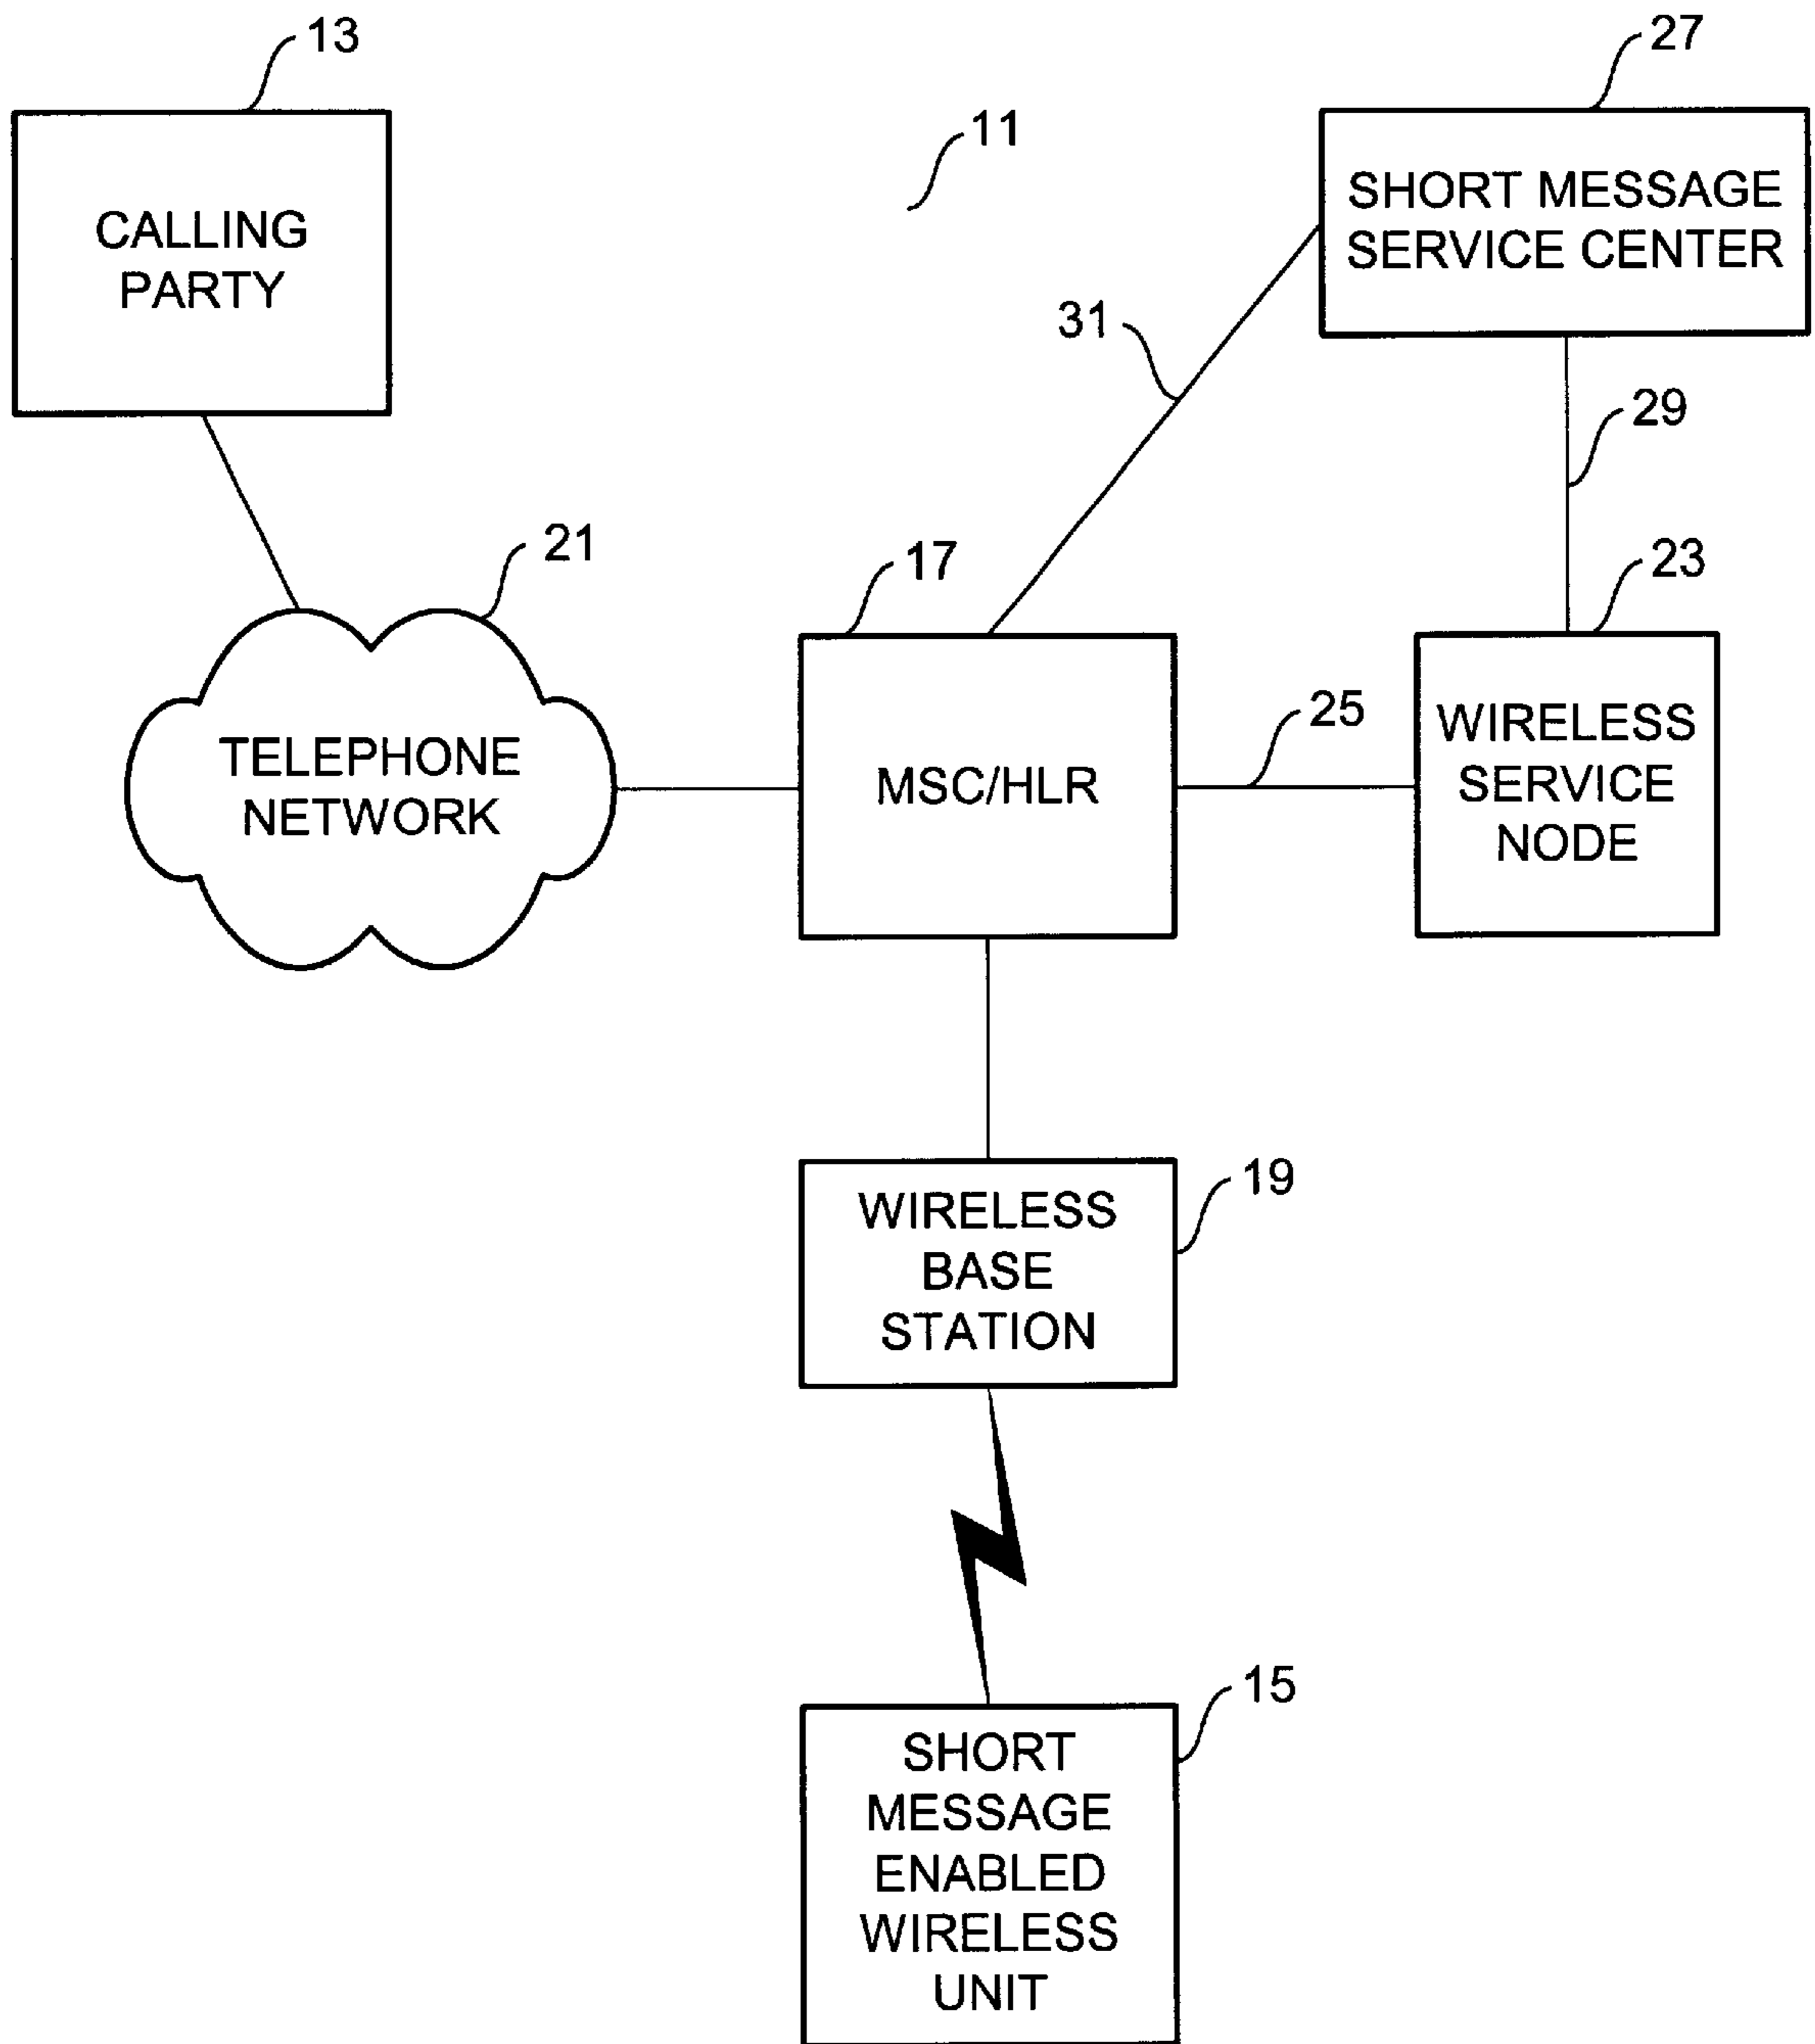 13
27
11
CALLING
PARTY
SHORT MESSAGE
SERVICE CENTER
31
29
21
17
23
TELEPHONE
NETWORK
MSC/HLR
25
WIRELESS
SERVICE
NODE
WIRELESS
BASE
STATION
19
15
SHORT
MESSAGE
ENABLED
WIRELESS
UNIT